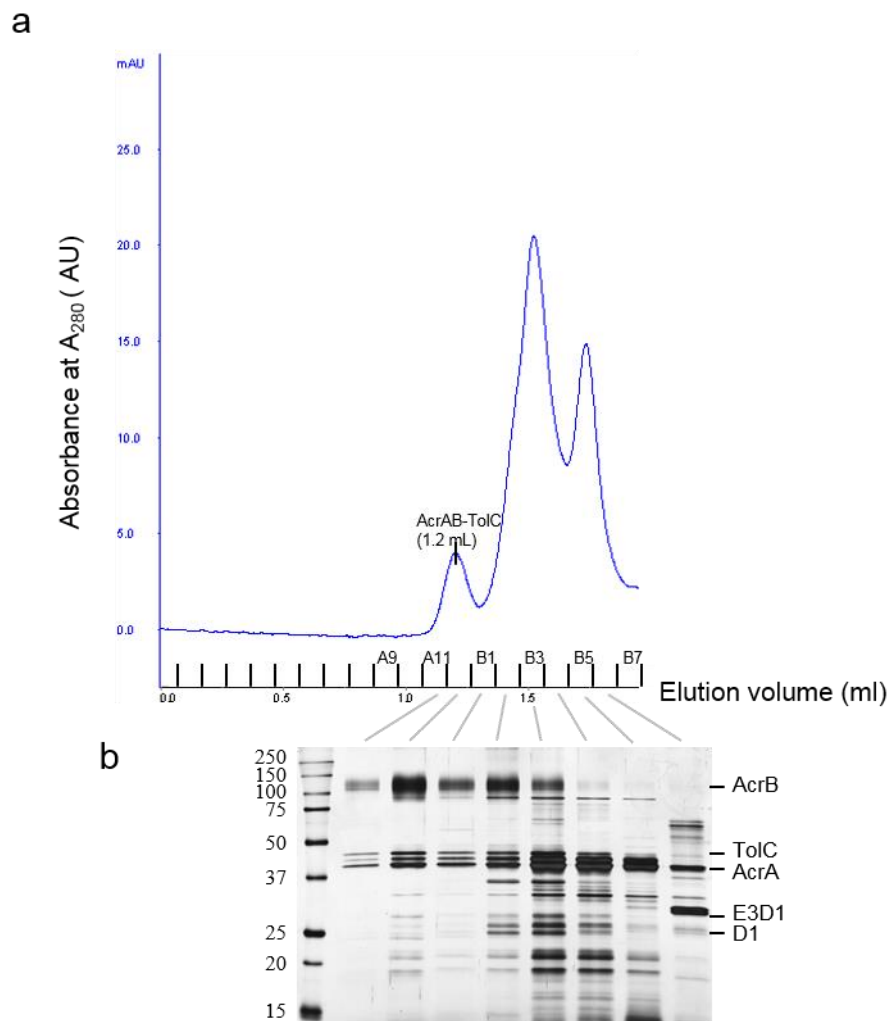 a
mAU
25.0
20.0
15.0
10.0
5.0
0.0
Absorbance at A280 ( AU)
AcrAB-TolC
(1.2 mL)
A9 A11 B1 B3 B5 B7
0.0 0.5 1.0 1.5
Elution volume (ml)
b
250
150
100
75
50
37
25
20
15
AcrB
TolC
AcrA
E3D1
D1